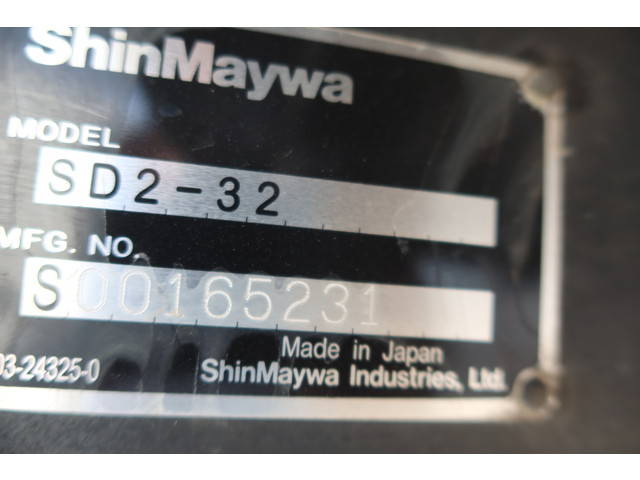 ShinMaywa
MODEL
SD2-32
MFG. NO.
S00165231
Made in Japan
03-24325-0
ShinMaywa Industries, Ltd.